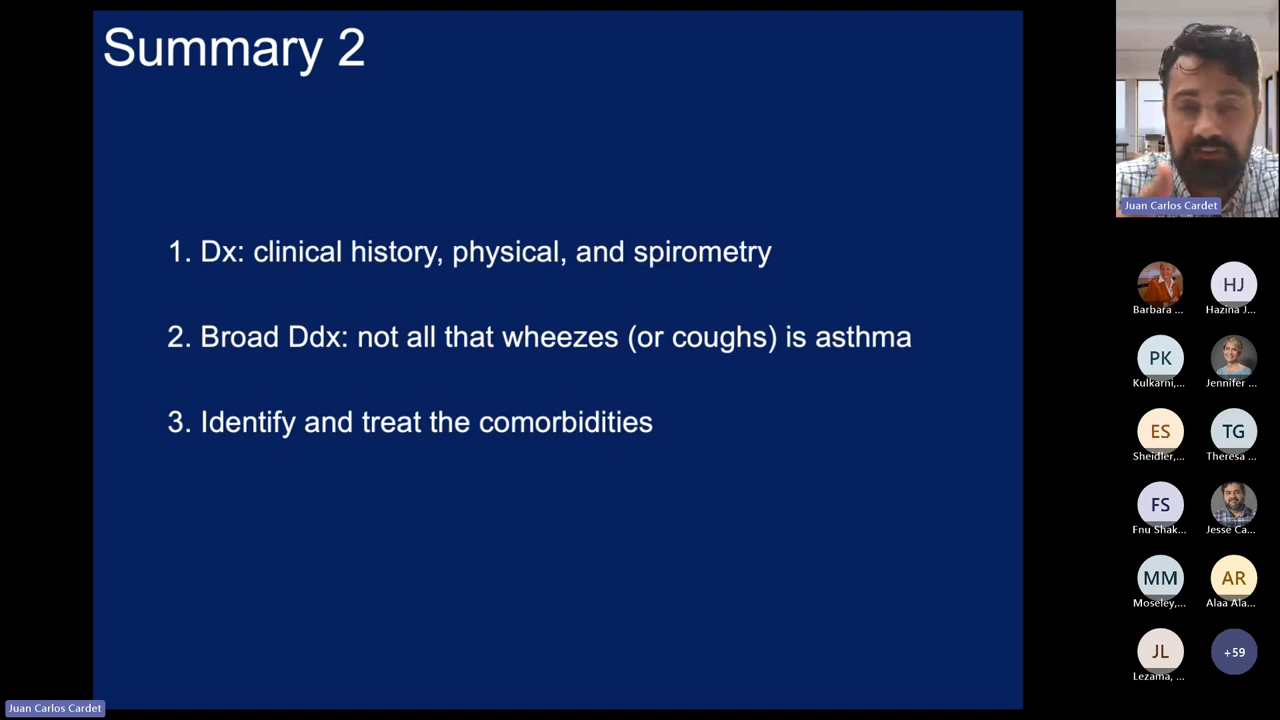 Summary 2
1. Dx: clinical history, physical, and spirometry
2. Broad Ddx: not all that wheezes (or coughs) is asthma
3. Identify and treat the comorbidities
Juan Carlos Cardet
Barbara ...
HJ
Hazina J...
PK
Kulkarni,...
Jennifer ...
ES
Sheidler,...
TG
Theresa ...
FS
Fnu Shak...
Jesse Ca...
MM
Moseley,...
AR
Alaa Ala...
JL
Lezama, ...
+59
Juan Carlos Cardet